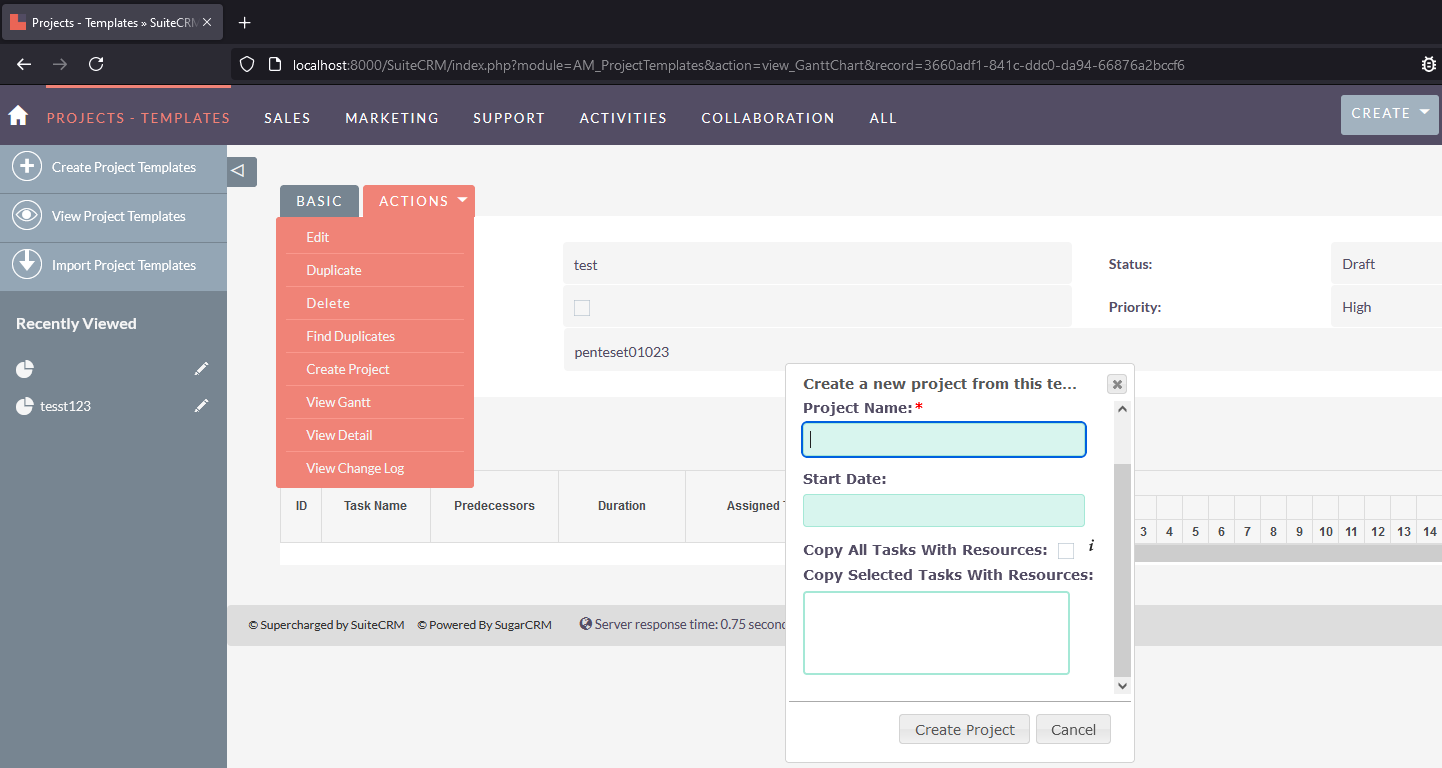 Projects - Templates » SuiteCRM
localhost:8000/SuiteCRM/index.php?module=AM_ProjectTemplates&action=view_GanttChart&record=3660adf1-841c-ddc0-da94-66876a2bccf6
PROJECTS - TEMPLATES SALES MARKETING SUPPORT ACTIVITIES COLLABORATION ALL CREATE
Create Project Templates
View Project Templates
Import Project Templates
Recently Viewed
tesst123
BASIC ACTIONS
Edit
Duplicate
Delete
Find Duplicates
Create Project
View Gantt
View Detail
View Change Log
test Status: Draft
Priority: High
penteset01023
ID Task Name Predecessors Duration Assigned
3 4 5 6 7 8 9 10 11 12 13 14
© Supercharged by SuiteCRM © Powered By SugarCRM Server response time: 0.75 second
Create a new project from this te...
Project Name:*
Start Date:
Copy All Tasks With Resources: i
Copy Selected Tasks With Resources:
Create Project Cancel